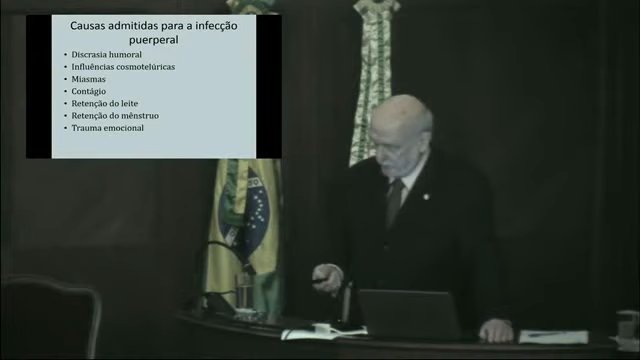 Causas admitidas para a infecção
puerperal
• Discrasia humoral
• Influências cosmotelúricas
• Miasmas
• Contágio
• Retenção do leite
• Retenção do mênstruo
• Trauma emocional